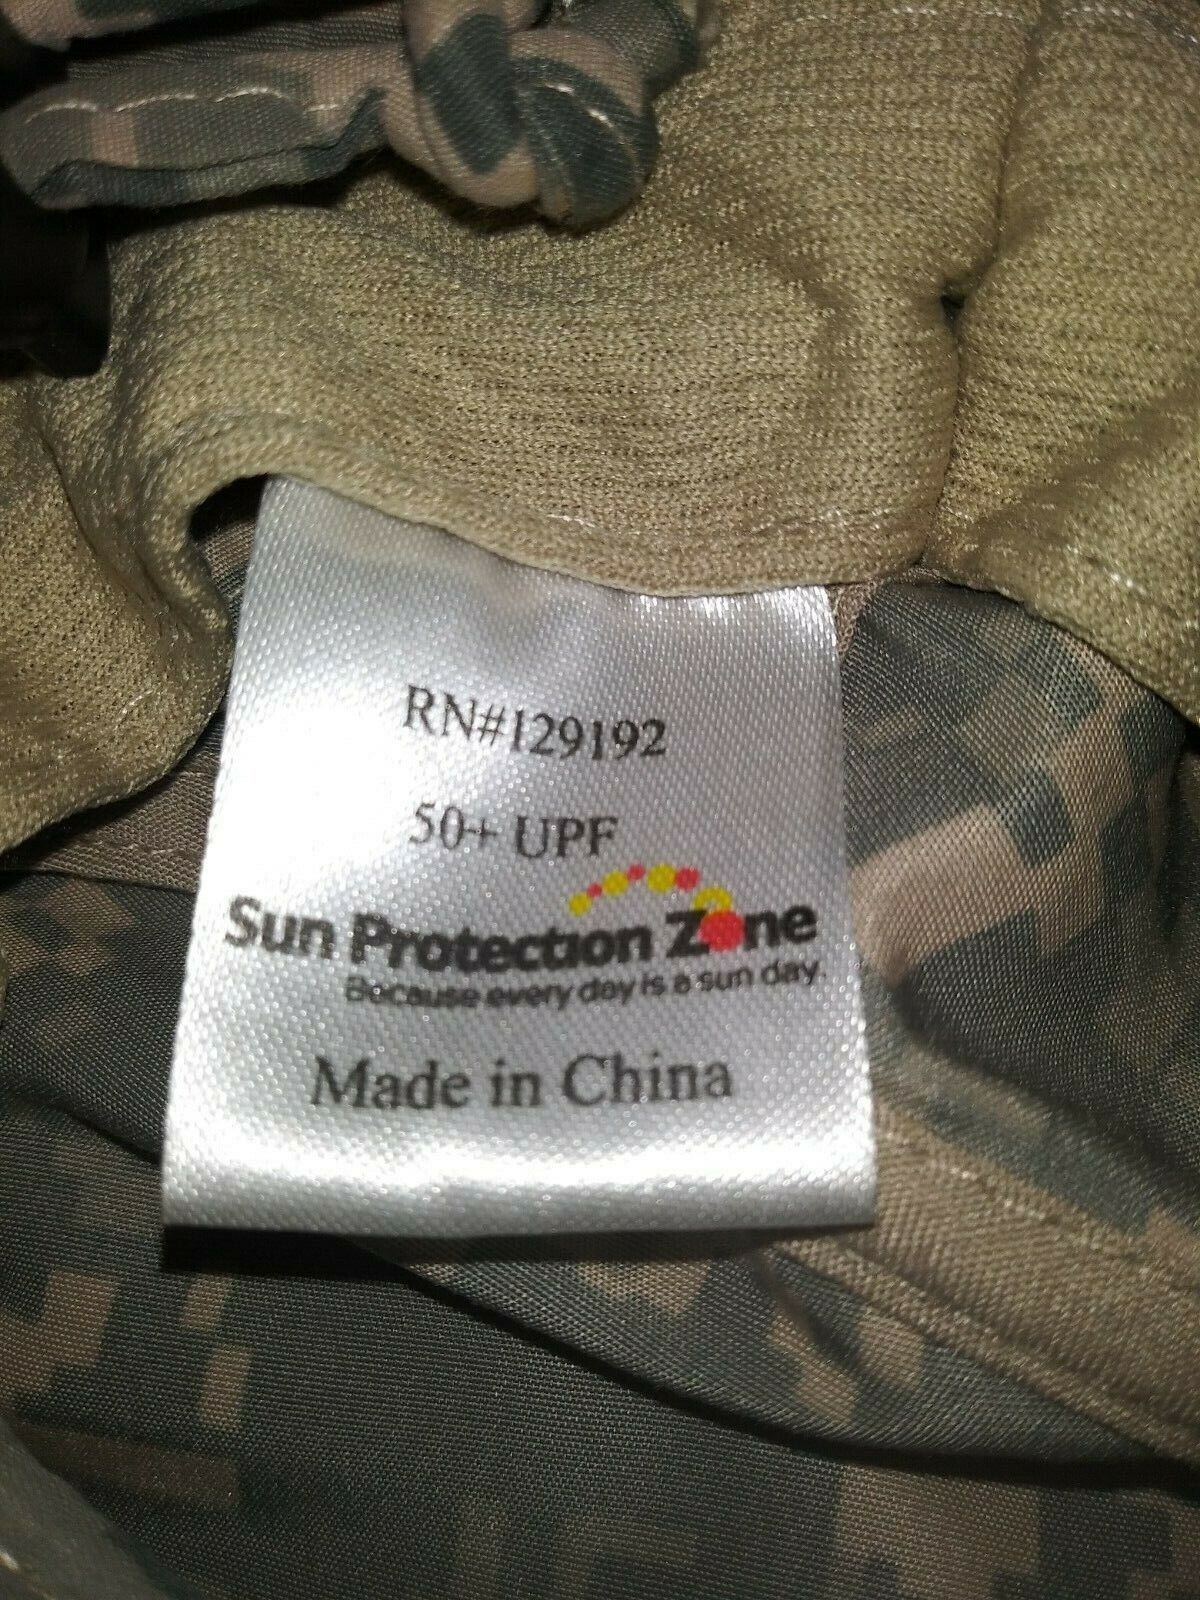 RN#129192
50+ UPF
Sun Protection Zone
Because every day is a sun day.
Made in China